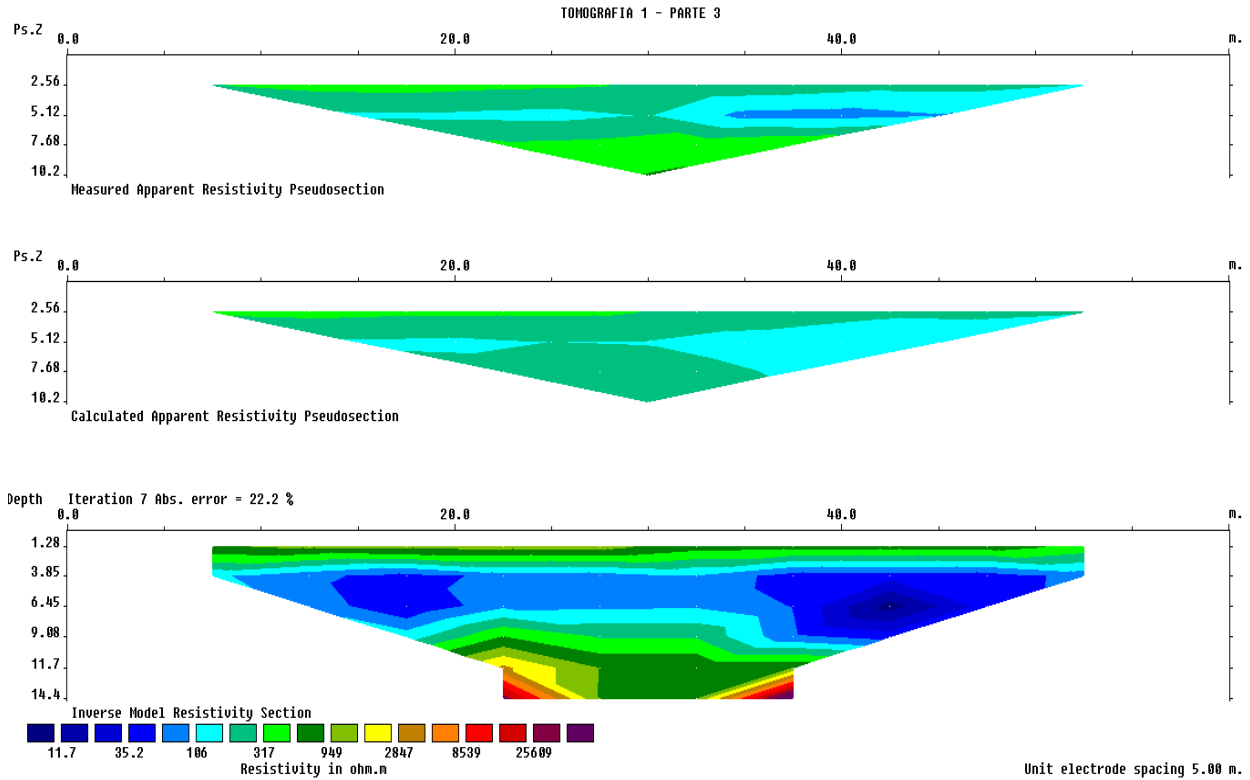 TOMOGRAFIA 1 - PARTE 3
Ps.Z 0.0 20.0 40.0 m.
2.56
5.12
7.68
10.2
Measured Apparent Resistivity Pseudosection
Ps.Z 0.0 20.0 40.0 m.
2.56
5.12
7.68
10.2
Calculated Apparent Resistivity Pseudosection
Depth Iteration 7 Abs. error = 22.2 %
0.0 20.0 40.0 m.
1.28
3.85
6.45
9.08
11.7
14.4
Inverse Model Resistivity Section
11.7 35.2 106 317 949 2847 8539 25609
Resistivity in ohm.m Unit electrode spacing 5.00 m.